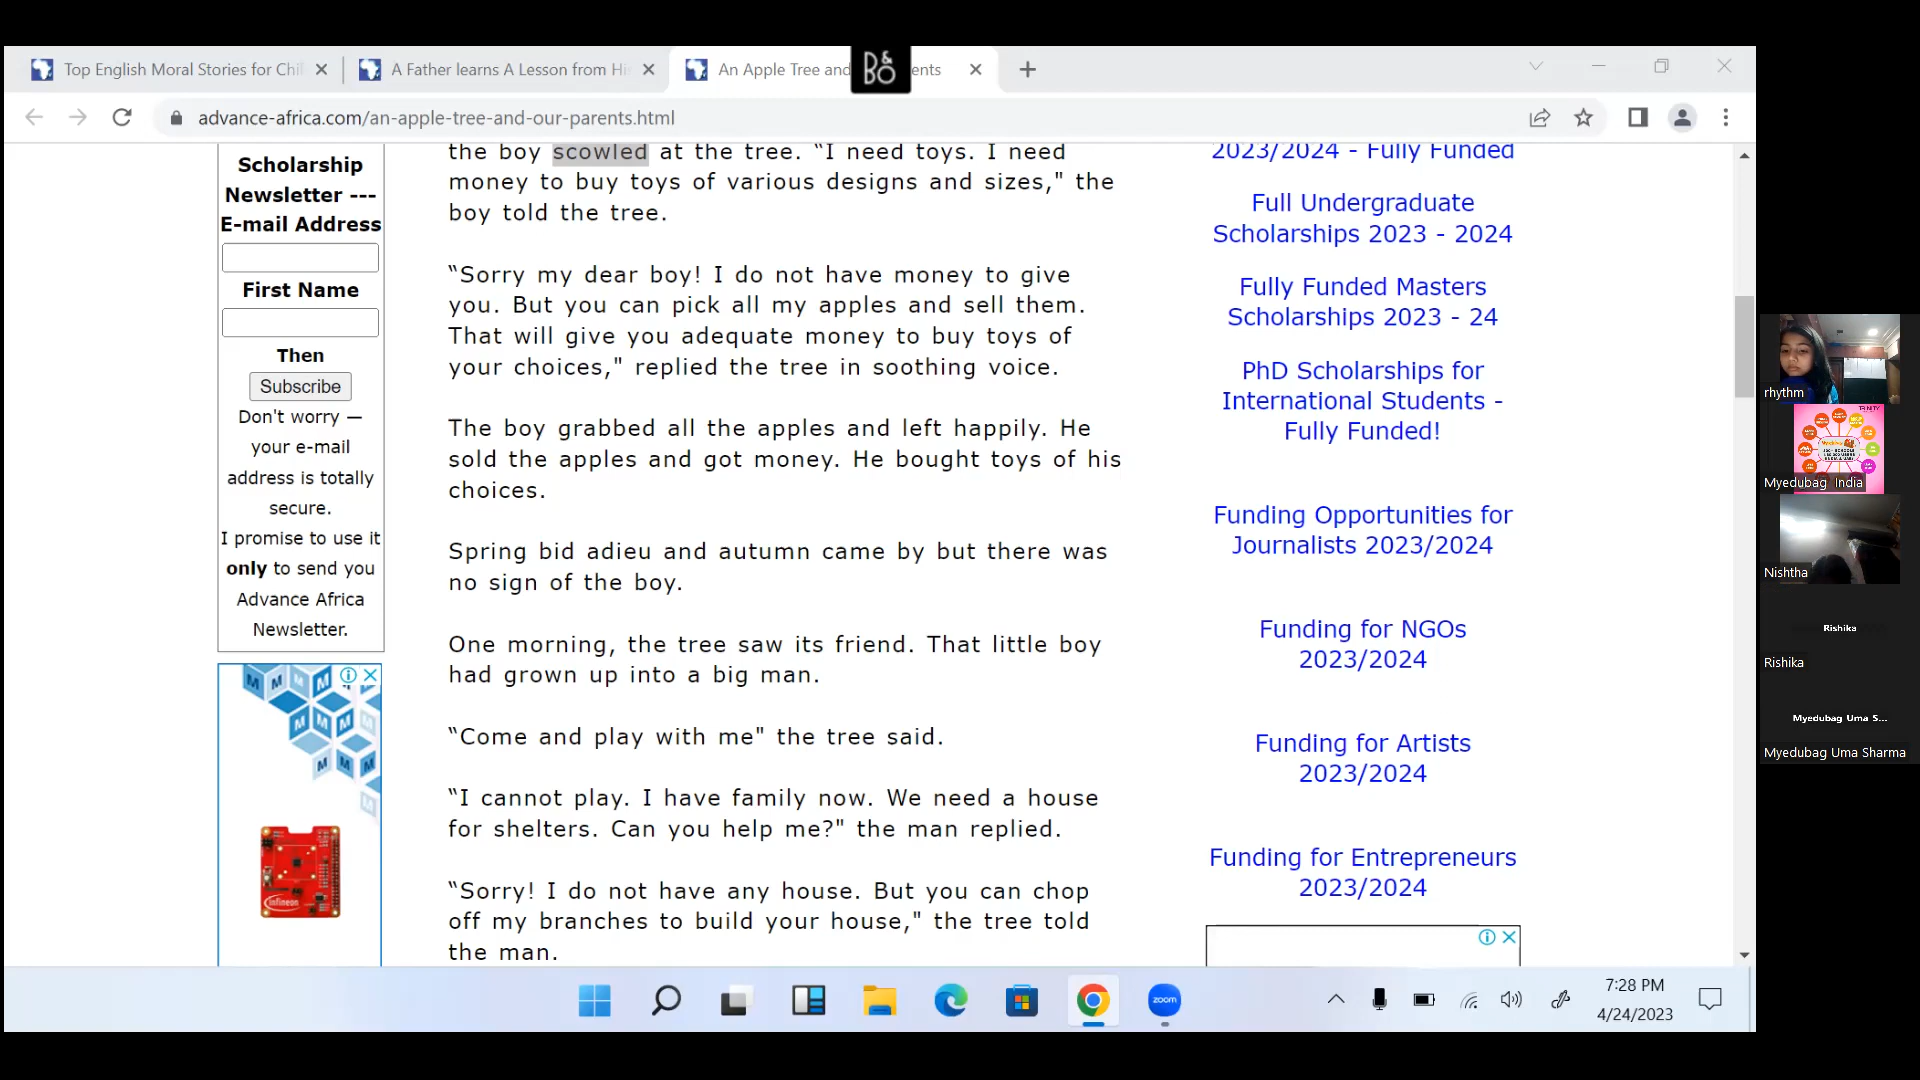 Top English Moral Stories for Chi
A Father learns A Lesson from His
An Apple Tree and
ents
B&O
advance-africa.com/an-apple-tree-and-our-parents.html
Scholarship
Newsletter ---
E-mail Address
First Name
Then
Subscribe
Don't worry —
your e-mail
address is totally
secure.
I promise to use it
only to send you
Advance Africa
Newsletter.
M M M M
M M M
M M M
M
infineon
the boy scowled at the tree. “I need toys. I need
money to buy toys of various designs and sizes," the
boy told the tree.
“Sorry my dear boy! I do not have money to give
you. But you can pick all my apples and sell them.
That will give you adequate money to buy toys of
your choices," replied the tree in soothing voice.
The boy grabbed all the apples and left happily. He
sold the apples and got money. He bought toys of his
choices.
Spring bid adieu and autumn came by but there was
no sign of the boy.
One morning, the tree saw its friend. That little boy
had grown up into a big man.
“Come and play with me" the tree said.
“I cannot play. I have family now. We need a house
for shelters. Can you help me?" the man replied.
“Sorry! I do not have any house. But you can chop
off my branches to build your house," the tree told
the man.
2023/2024 - Fully Funded
Full Undergraduate
Scholarships 2023 - 2024
Fully Funded Masters
Scholarships 2023 - 24
PhD Scholarships for
International Students -
Fully Funded!
Funding Opportunities for
Journalists 2023/2024
Funding for NGOs
2023/2024
Funding for Artists
2023/2024
Funding for Entrepreneurs
2023/2024
rhythm
TRINITY
Myedubag India
Nishtha
Rishika
Rishika
Myedubag Uma S...
Myedubag Uma Sharma
zoom
7:28 PM
4/24/2023